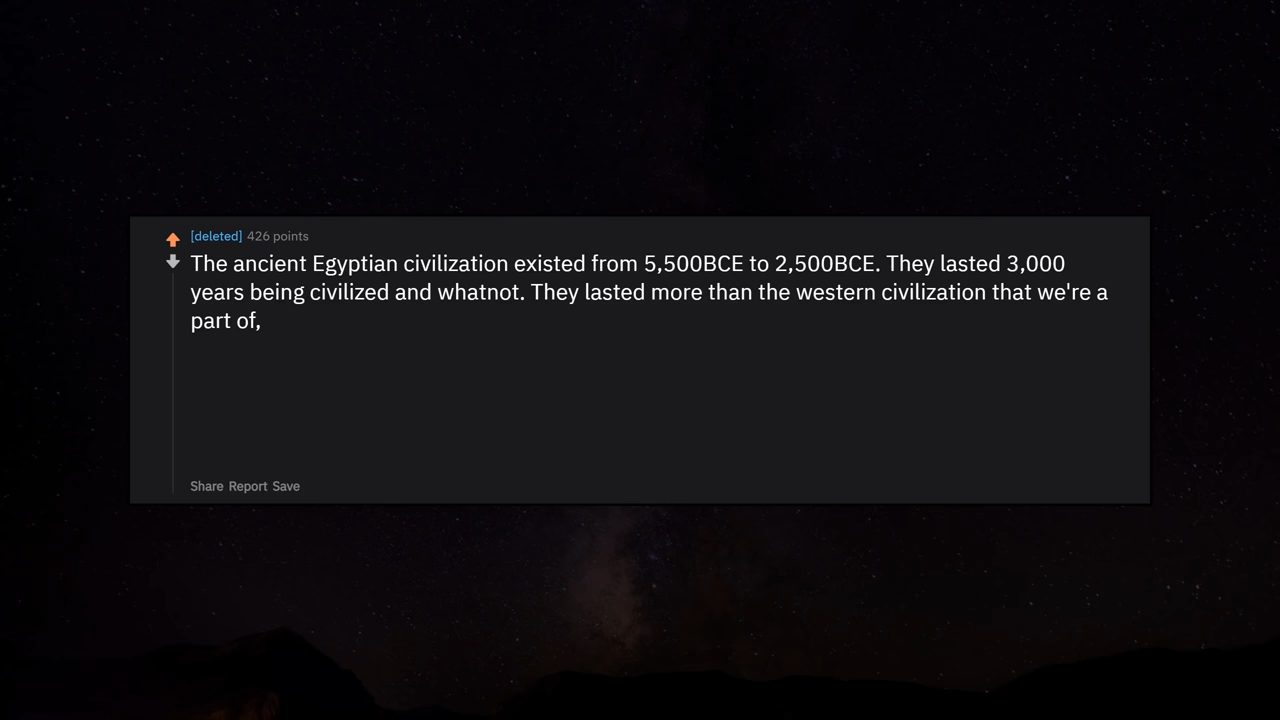 [deleted] 426 points
The ancient Egyptian civilization existed from 5,500BCE to 2,500BCE. They lasted 3,000
years being civilized and whatnot. They lasted more than the western civilization that we're a
part of,
Share Report Save